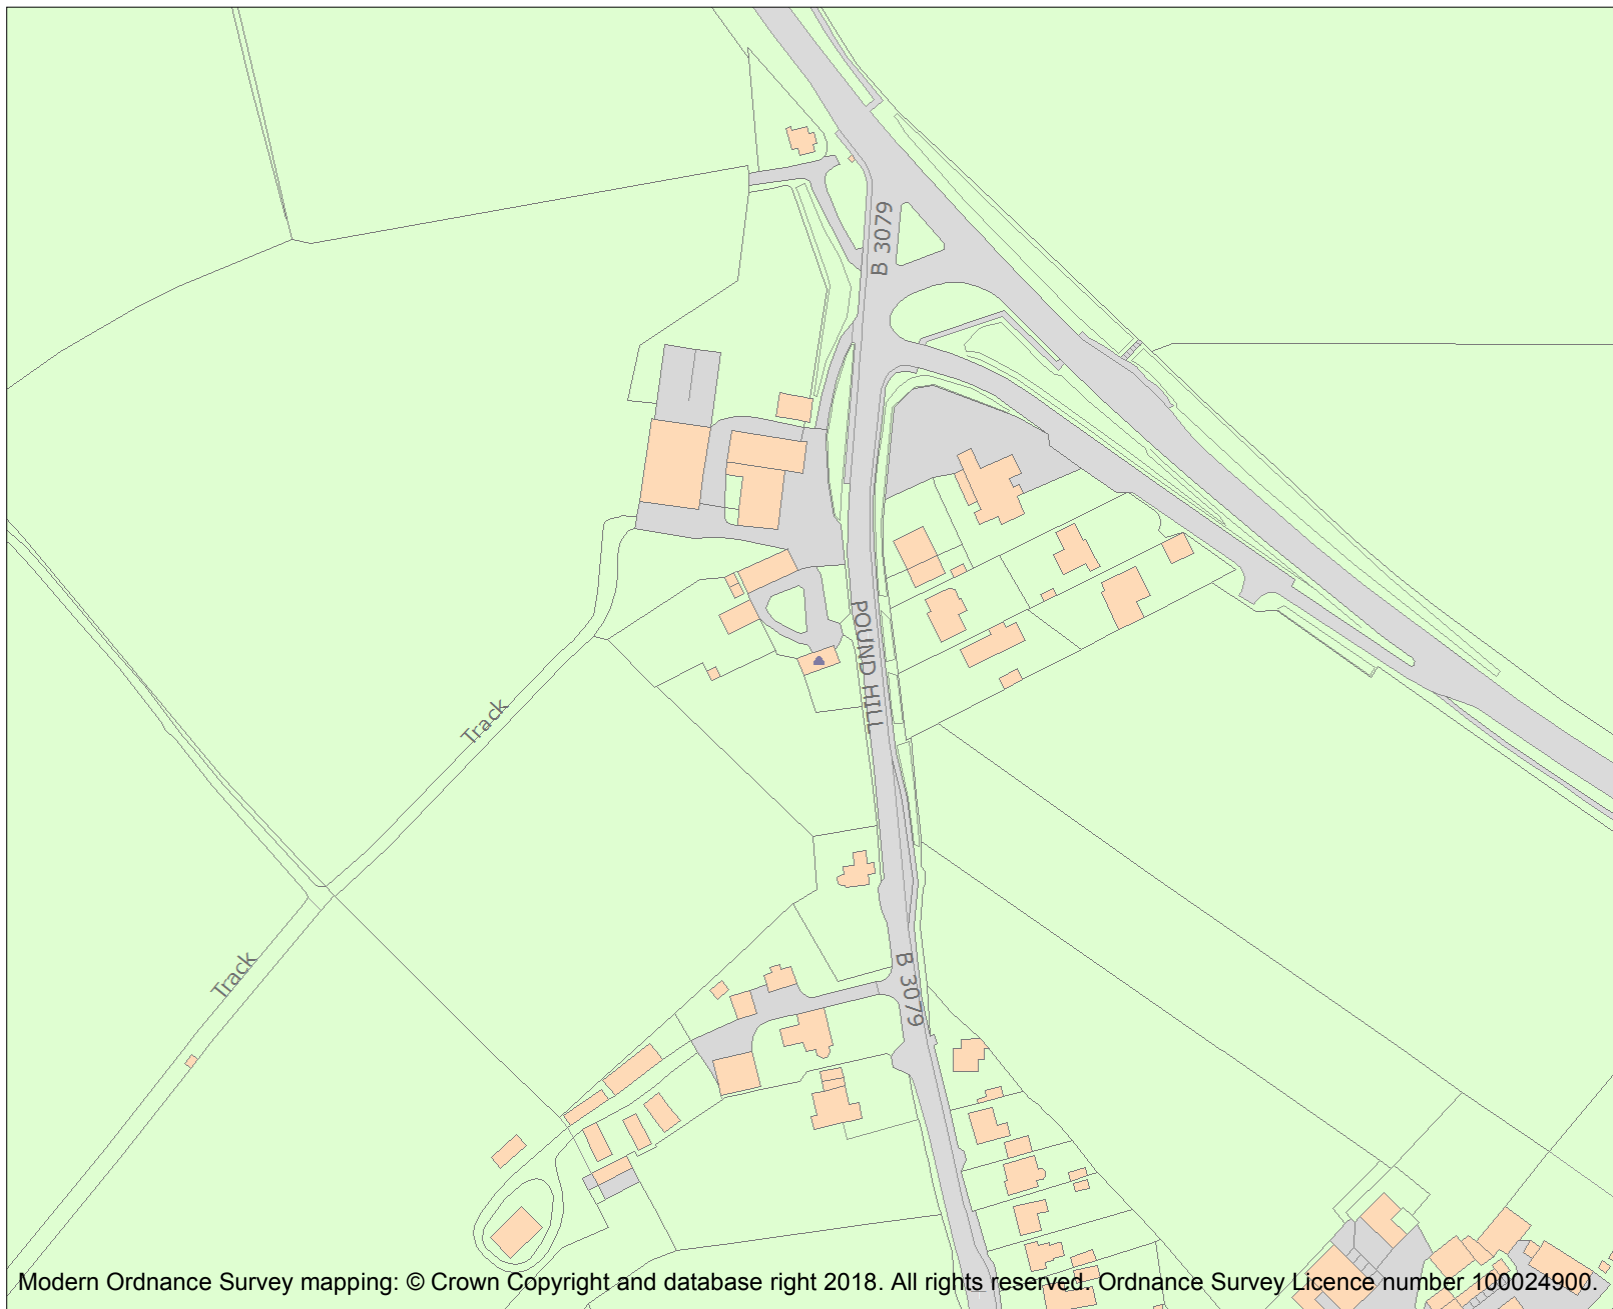 B 3079
POUND HILL
Track
Track
B 3079
Modern Ordnance Survey mapping: © Crown Copyright and database right 2018. All rights reserved. Ordnance Survey Licence number 100024900.